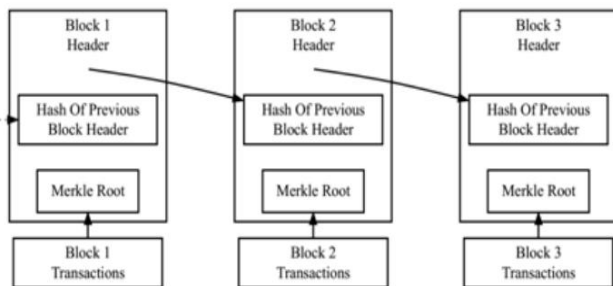 Block 1
Header
Block 2
Header
Block 3
Header
Hash Of Previous
Block Header
Hash Of Previous
Block Header
Hash Of Previous
Block Header
Merkle Root
Merkle Root
Merkle Root
Block 1
Transactions
Block 2
Transactions
Block 3
Transactions